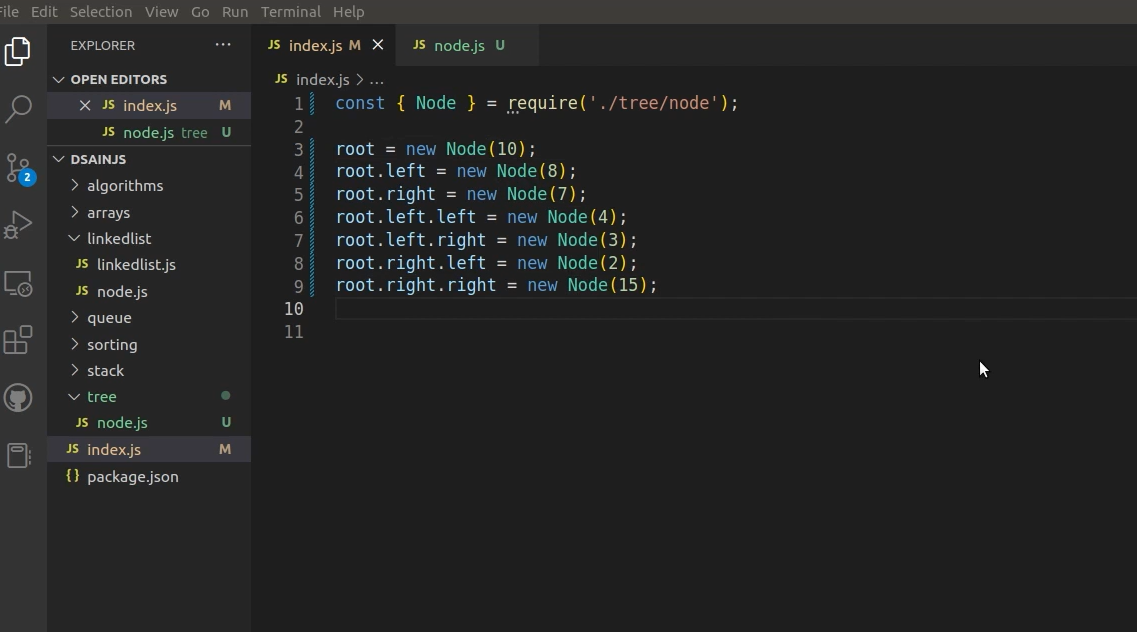 File Edit Selection View Go Run Terminal Help
EXPLORER ...
JS index.js M
JS node.js U
OPEN EDITORS
JS index.js M
JS node.js tree U
DSAINJS
algorithms
arrays
linkedlist
JS linkedlist.js
JS node.js
queue
sorting
stack
tree
JS node.js U
JS index.js M
{} package.json
2
JS index.js > ...
1 const { Node } = require('./tree/node');
2
3 root = new Node(10);
4 root.left = new Node(8);
5 root.right = new Node(7);
6 root.left.left = new Node(4);
7 root.left.right = new Node(3);
8 root.right.left = new Node(2);
9 root.right.right = new Node(15);
10
11